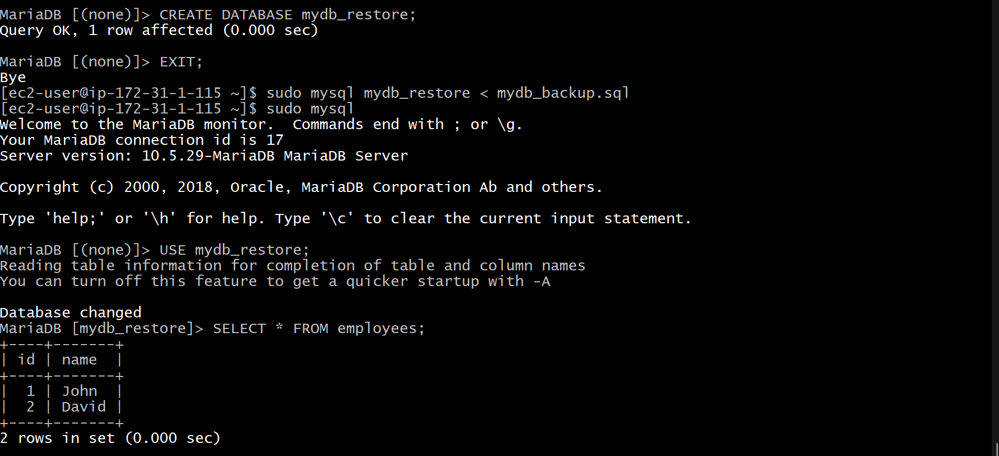 MariaDB [(none)]> CREATE DATABASE mydb_restore;
Query OK, 1 row affected (0.000 sec)
MariaDB [(none)]> EXIT;
Bye
[ec2-user@ip-172-31-1-115 ~]$ sudo mysql mydb_restore < mydb_backup.sql
[ec2-user@ip-172-31-1-115 ~]$ sudo mysql
Welcome to the MariaDB monitor.  Commands end with ; or \g.
Your MariaDB connection id is 17
Server version: 10.5.29-MariaDB MariaDB Server
Copyright (c) 2000, 2018, Oracle, MariaDB Corporation Ab and others.
Type 'help;' or '\h' for help. Type '\c' to clear the current input statement.
MariaDB [(none)]> USE mydb_restore;
Reading table information for completion of table and column names
You can turn off this feature to get a quicker startup with -A
Database changed
MariaDB [mydb_restore]> SELECT * FROM employees;
+----+-------+
| id | name  |
+----+-------+
|  1 | John  |
|  2 | David |
+----+-------+
2 rows in set (0.000 sec)